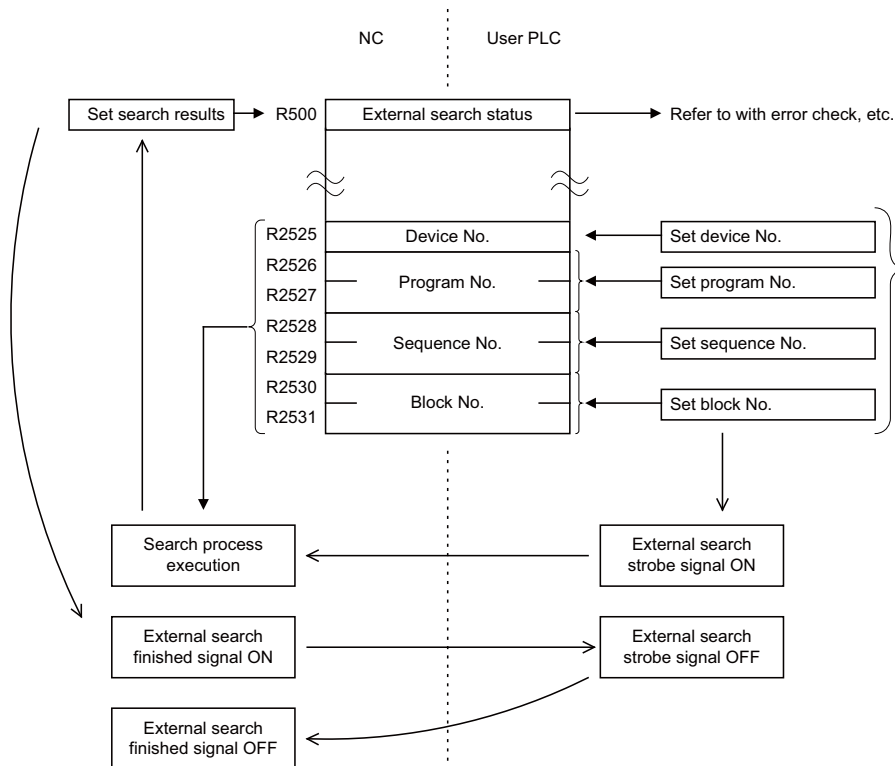 NC
User PLC
Set search results
R500
External search status
Refer to with error check, etc.
R2525
Device No.
Set device No.
R2526
R2527
Program No.
Set program No.
R2528
R2529
Sequence No.
Set sequence No.
R2530
R2531
Block No.
Set block No.
Search process
execution
External search
strobe signal ON
External search
finished signal ON
External search
strobe signal OFF
External search
finished signal OFF